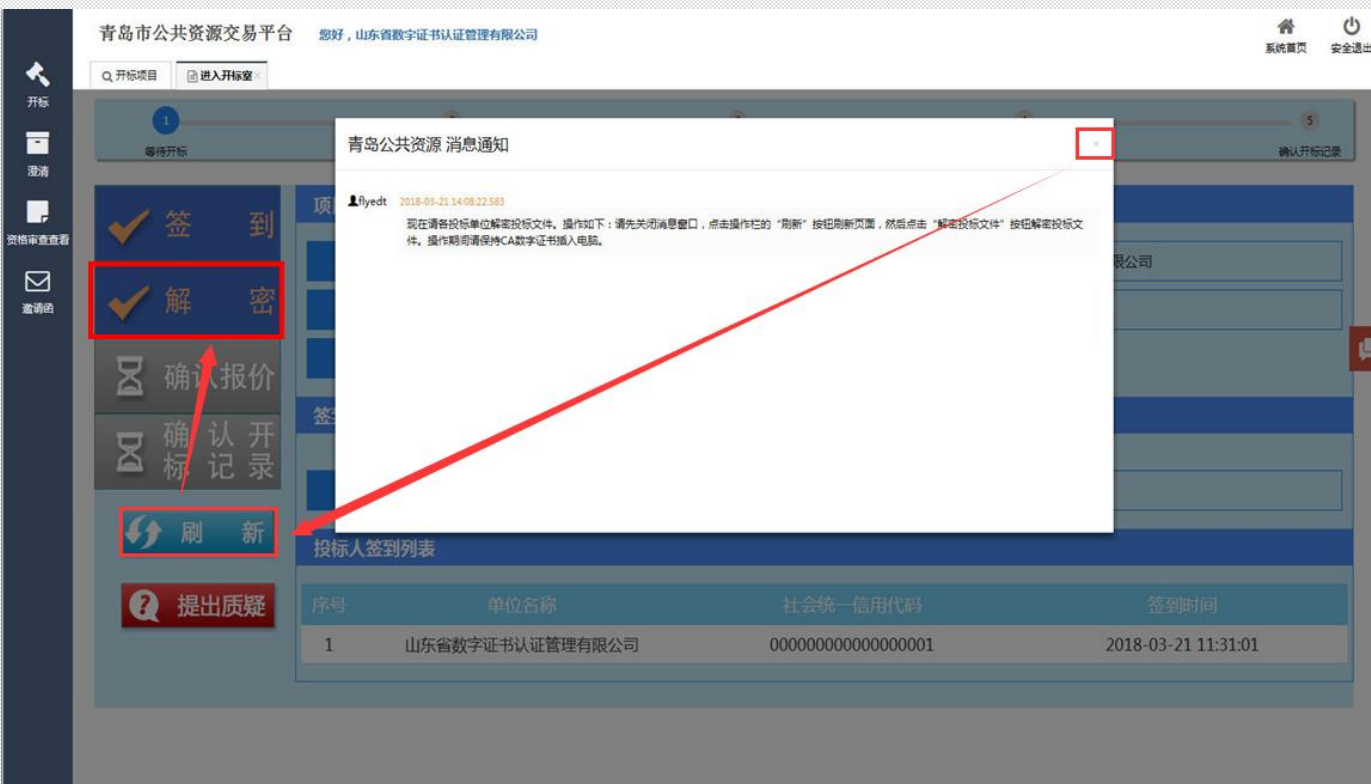 青岛市公共资源交易平台 您好，山东省数字证书认证管理有限公司
系统首页 安全退出
开标项目 进入开标室
开标
澄清
资格审查查看
邀请函
1
等待开标
5
确认开标记录
青岛公共资源 消息通知
flyedt 2018-03-21 14:08:22.583
现在请各投标单位解密投标文件。操作如下：请先关闭消息窗口，点击操作栏的“刷新”按钮刷新页面，然后点击“解密投标文件”按钮解密投标文
件。操作期间请保持CA数字证书插入电脑。
签 到
解 密
确认报价
确 认 开
标 记 录
刷 新
提出质疑
项
限公司
签到
投标人签到列表
序号 单位名称 社会统一信用代码 签到时间
1 山东省数字证书认证管理有限公司 000000000000000001 2018-03-21 11:31:01